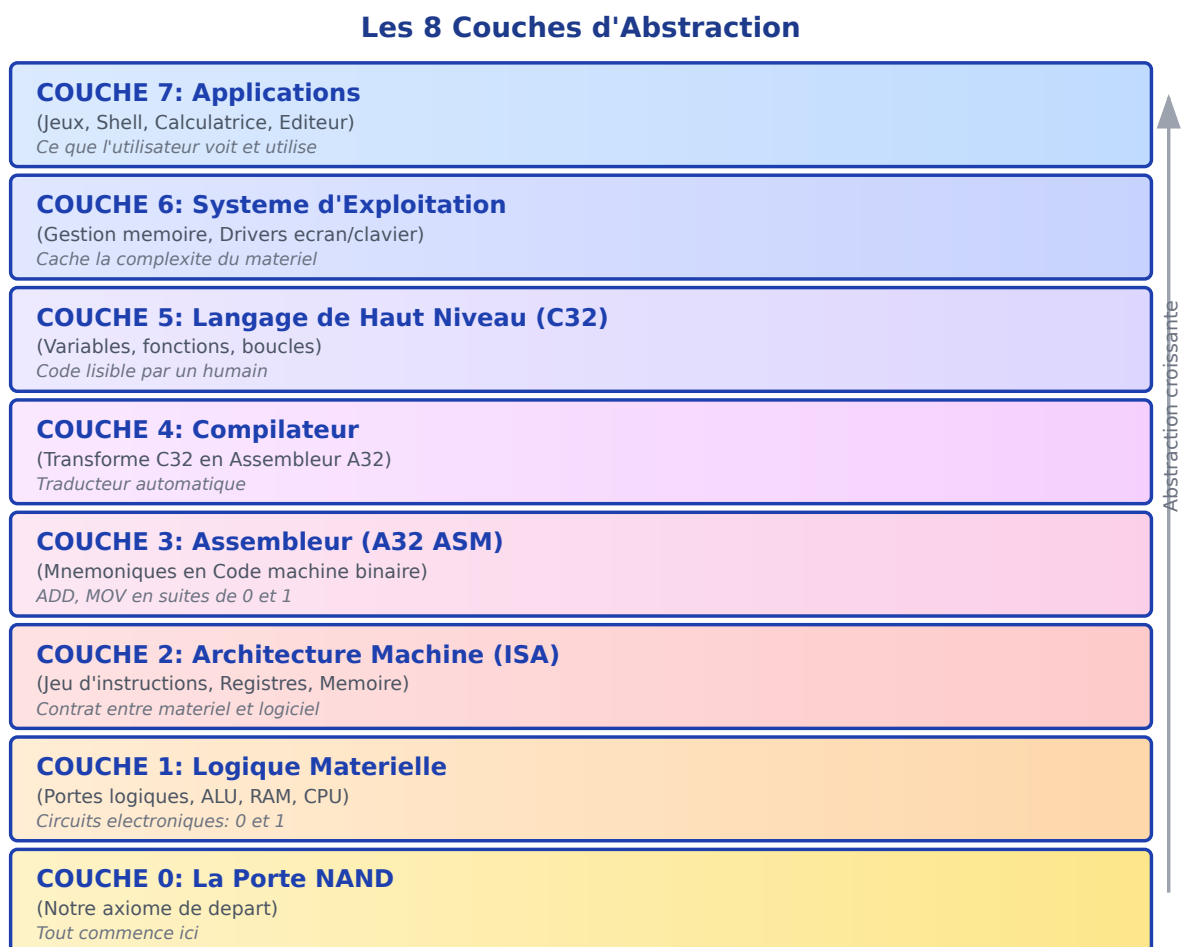 Les 8 Couches d'Abstraction
COUCHE 7: Applications
(Jeux, Shell, Calculatrice, Editeur)
Ce que l'utilisateur voit et utilise
COUCHE 6: Systeme d'Exploitation
(Gestion memoire, Drivers ecran/clavier)
Cache la complexite du materiel
COUCHE 5: Langage de Haut Niveau (C32)
(Variables, fonctions, boucles)
Code lisible par un humain
COUCHE 4: Compilateur
(Transforme C32 en Assembleur A32)
Traducteur automatique
COUCHE 3: Assembleur (A32 ASM)
(Mnemoniques en Code machine binaire)
ADD, MOV en suites de 0 et 1
COUCHE 2: Architecture Machine (ISA)
(Jeu d'instructions, Registres, Memoire)
Contrat entre materiel et logiciel
COUCHE 1: Logique Materielle
(Portes logiques, ALU, RAM, CPU)
Circuits electroniques: 0 et 1
COUCHE 0: La Porte NAND
(Notre axiome de depart)
Tout commence ici
Abstraction croissante